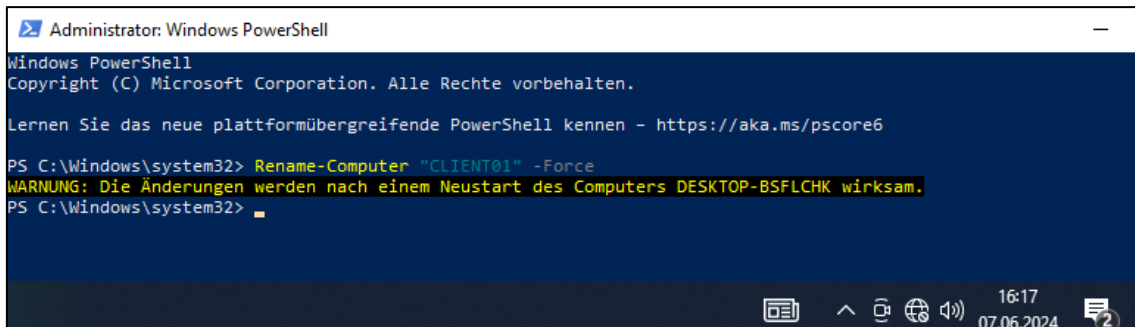 Administrator: Windows PowerShell
Windows PowerShell
Copyright (C) Microsoft Corporation. Alle Rechte vorbehalten.
Lernen Sie das neue plattformübergreifende PowerShell kennen – https://aka.ms/pscore6
PS C:\Windows\system32> Rename-Computer "CLIENT01" -Force
WARNUNG: Die Änderungen werden nach einem Neustart des Computers DESKTOP-BSFLCHK wirksam.
PS C:\Windows\system32>
16:17
07.06.2024
2